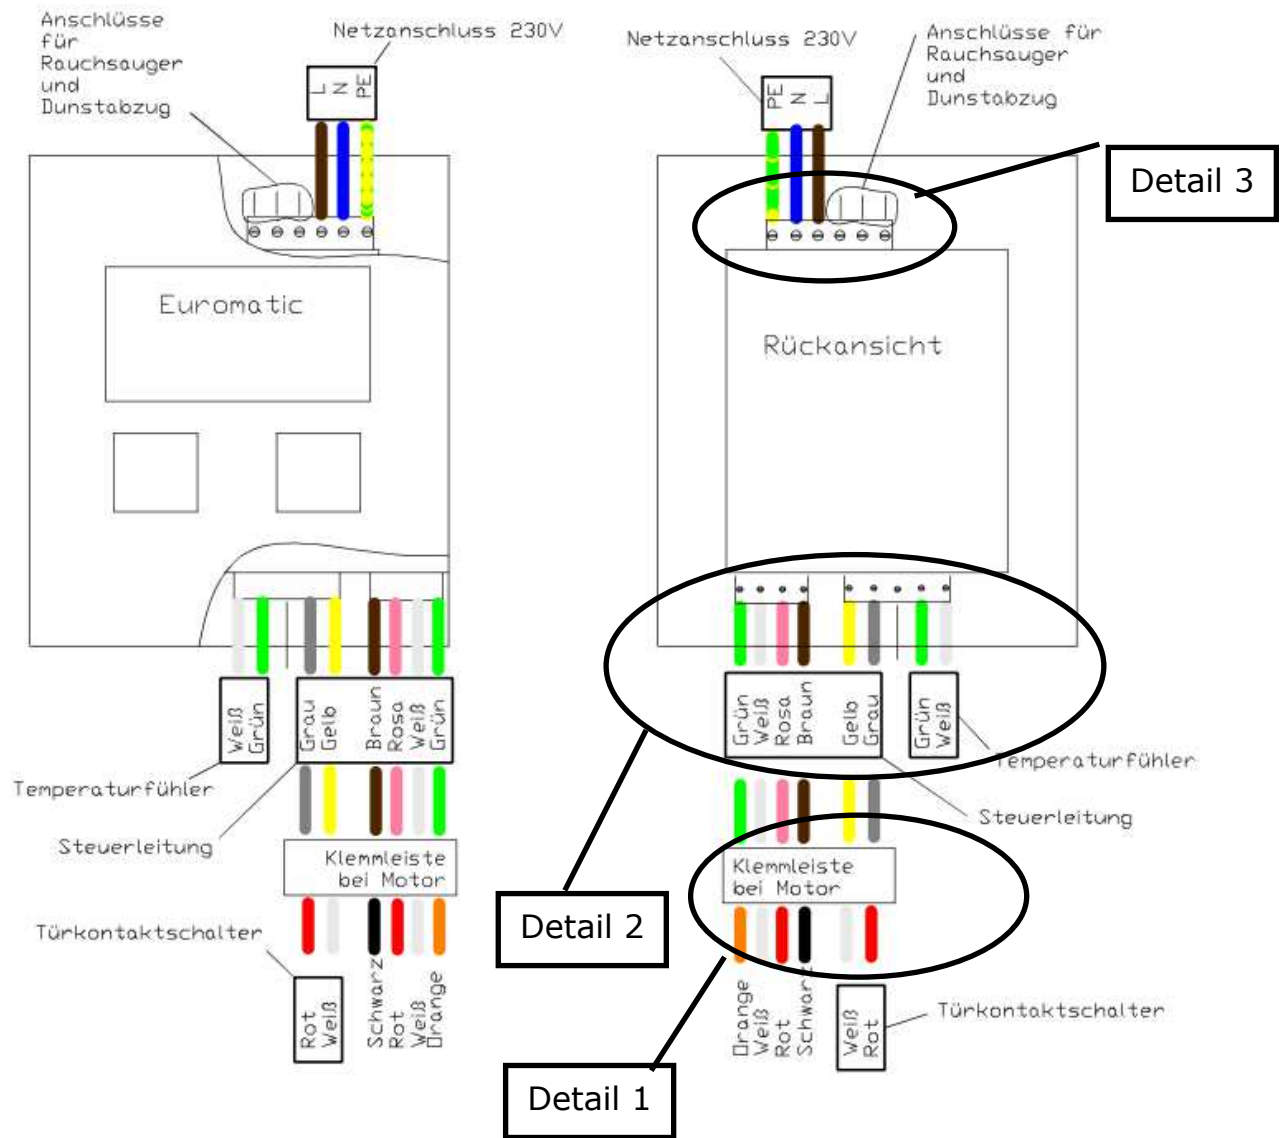 Anschlüsse
für
Rauchsauger
und
Dunstabzug
Netzanschluss 230V
L
N
PE
Euromatic
Weiß
Grün
Grau
Gelb
Braun
Rosa
Weiß
Grün
Temperaturfühler
Steuerleitung
Klemmleiste
bei Motor
Türkontaktschalter
Rot
Weiß
Schwarz
Rot
Weiß
Orange
Netzanschluss 230V
Anschlüsse für
Rauchsauger
und
Dunstabzug
PE
N
L
Detail 3
Rückansicht
Grün
Weiß
Rosa
Braun
Gelb
Grau
Grün
Weiß
Temperaturfühler
Steuerleitung
Klemmleiste
bei Motor
Detail 2
Orange
Weiß
Rot
Schwarz
Weiß
Rot
Türkontaktschalter
Detail 1